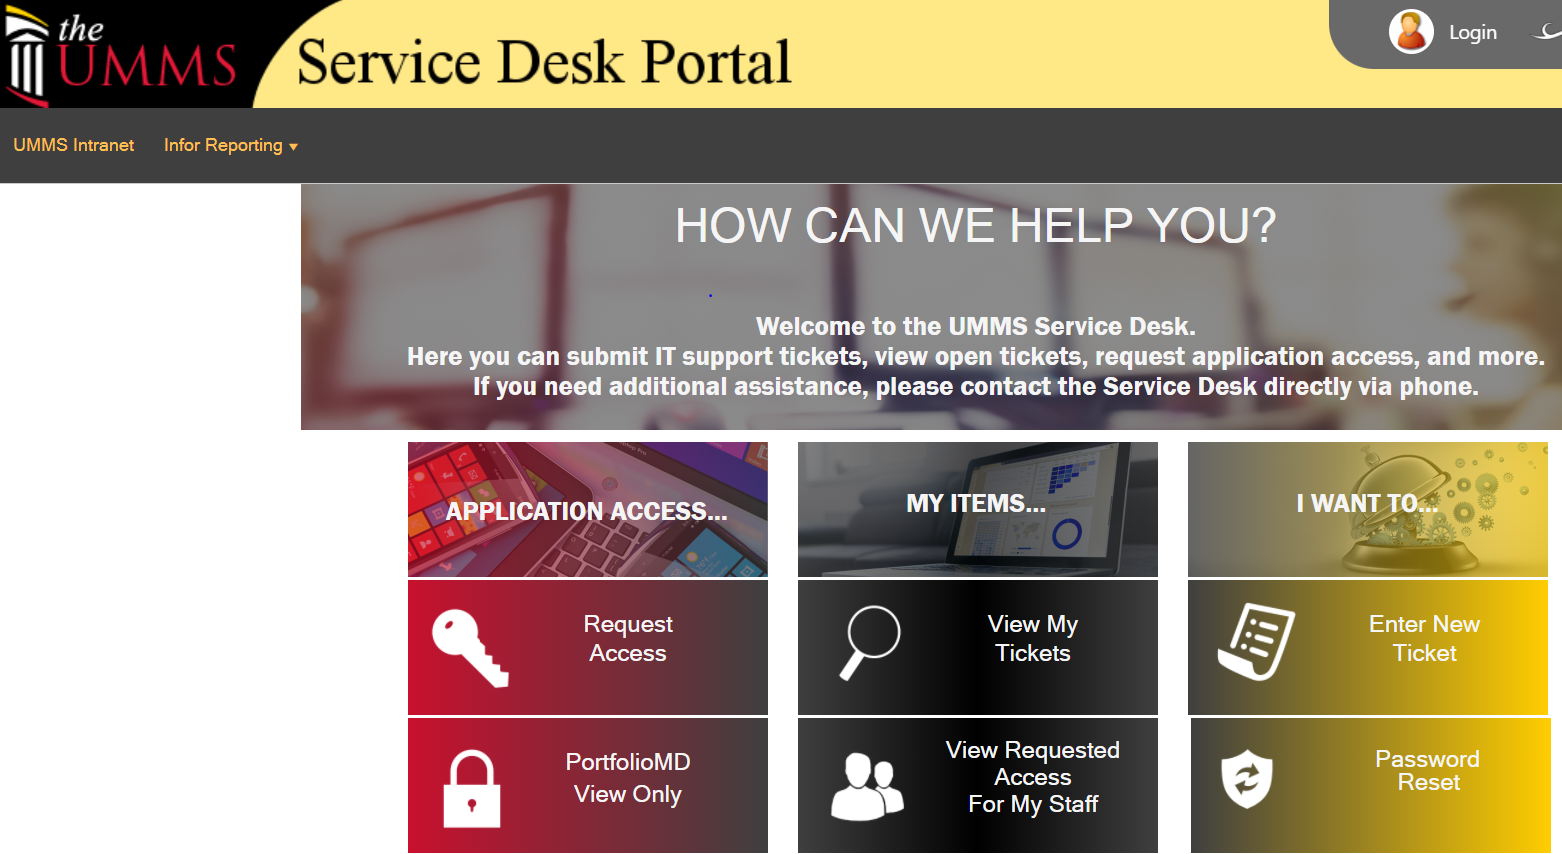 the
UMMS
Service Desk Portal
Login
UMMS Intranet
Infor Reporting
HOW CAN WE HELP YOU?
Welcome to the UMMS Service Desk.
Here you can submit IT support tickets, view open tickets, request application access, and more.
If you need additional assistance, please contact the Service Desk directly via phone.
APPLICATION ACCESS...
Request
Access
PortfolioMD
View Only
MY ITEMS...
View My
Tickets
View Requested
Access
For My Staff
I WANT TO...
Enter New
Ticket
Password
Reset